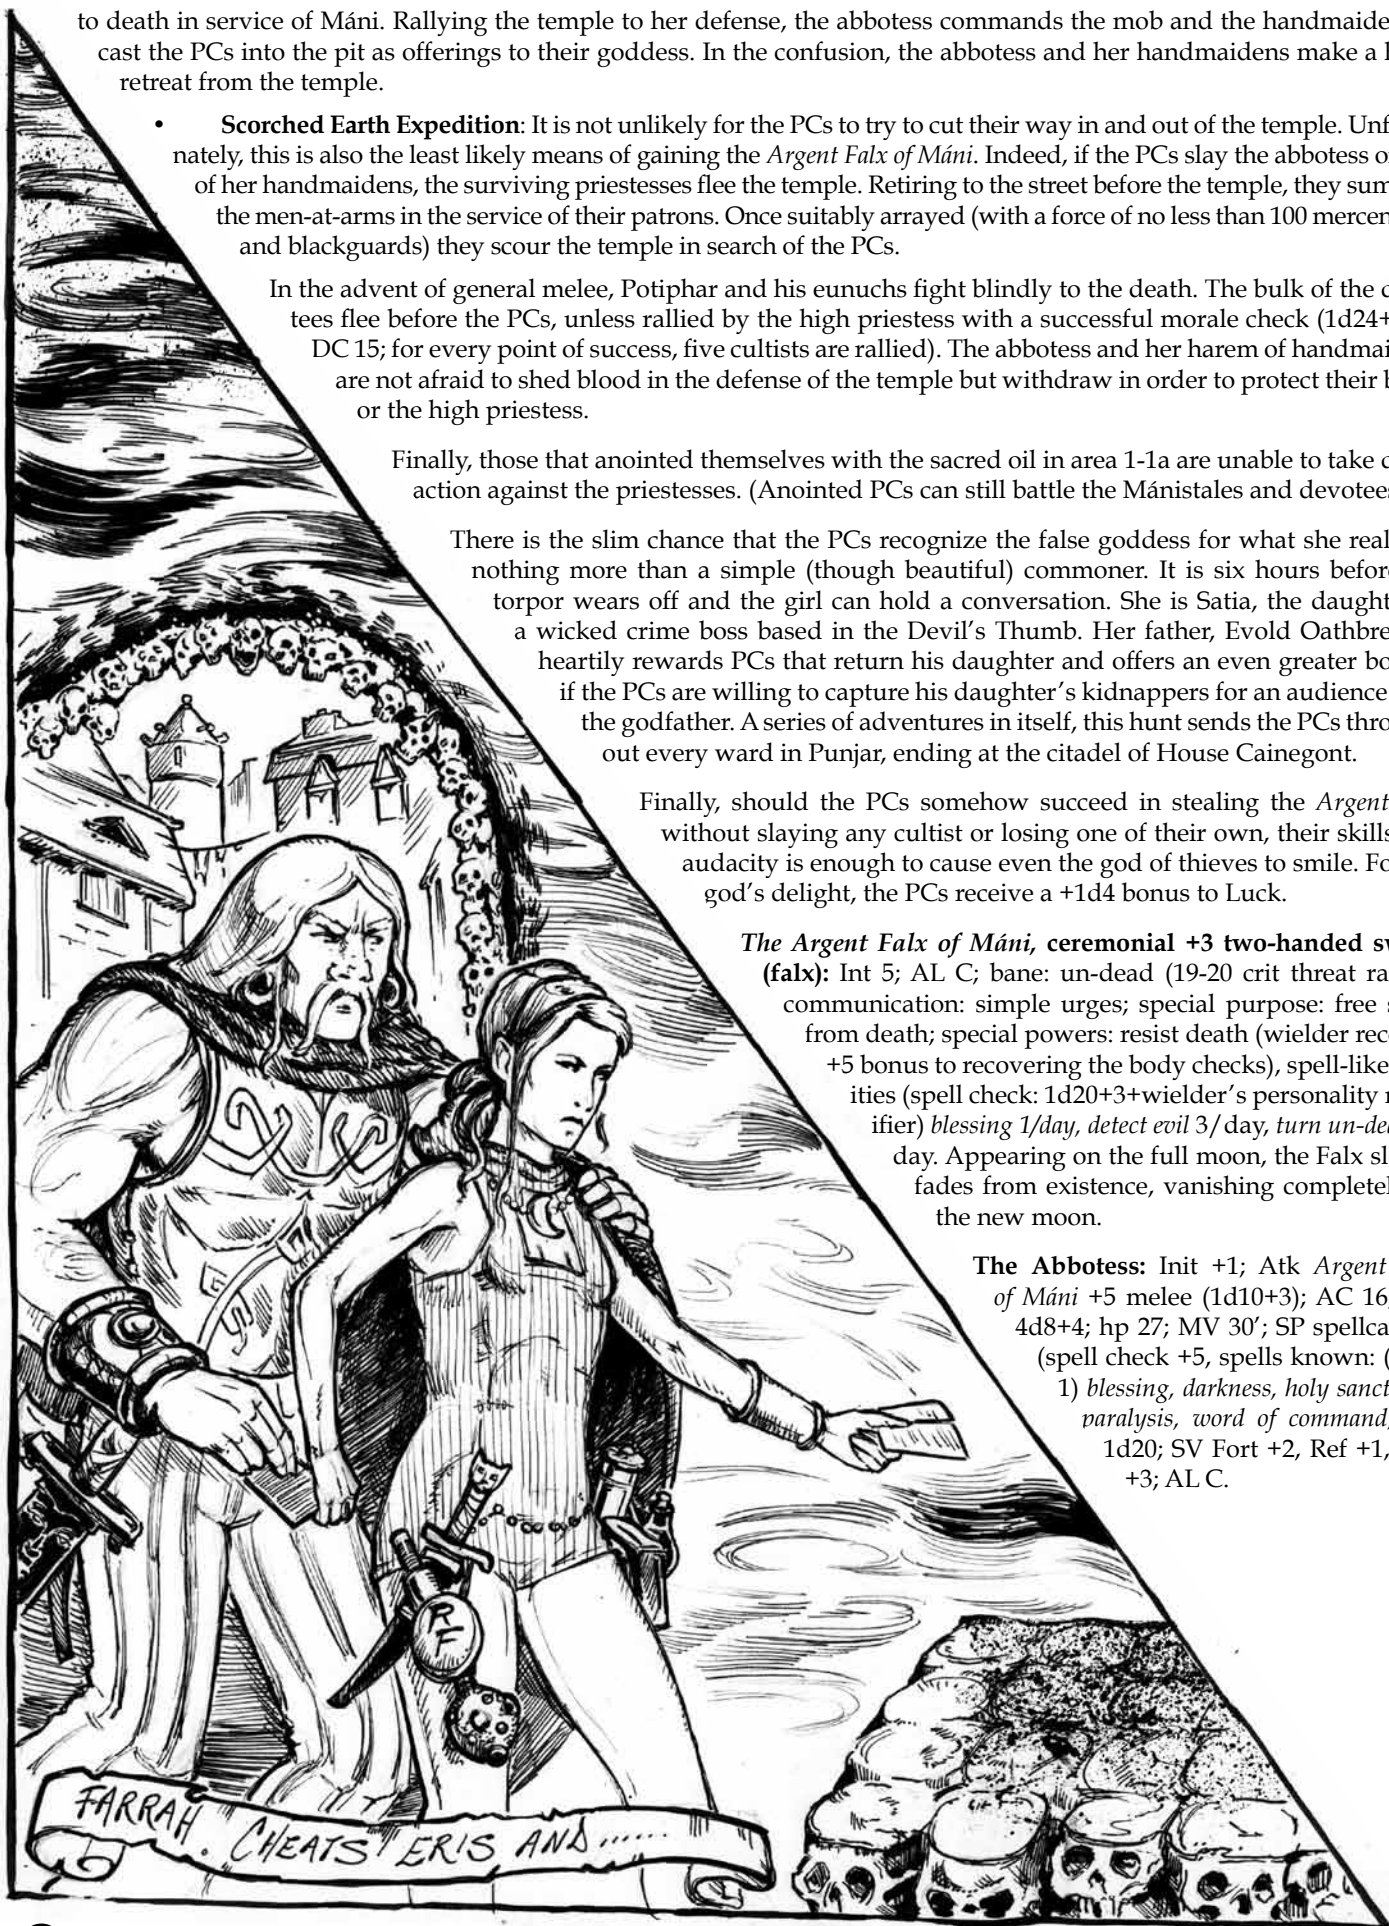 to death in service of Máni. Rallying the temple to her defense, the abbotess commands the mob and the
cast the PCs into the pit as offerings to their goddess. In the confusion, the abbotess and her handmaidens make a
retreat from the temple.
• Scorched Earth Expedition: It is not unlikely for the PCs to try to cut their way in and out of the temple.
nately, this is also the least likely means of gaining the Argent Falx of Máni. Indeed, if the PCs slay the abbotess
of her handmaidens, the surviving priestesses flee the temple. Retiring to the street before the temple, they
the men-at-arms in the service of their patrons. Once suitably arrayed (with a force of no less than 100
and blackguards) they scour the temple in search of the PCs.
In the advent of general melee, Potiphar and his eunuchs fight blindly to the death. The bulk of the
tees flee before the PCs, unless rallied by the high priestess with a successful morale check (1d24+
DC 15; for every point of success, five cultists are rallied). The abbotess and her harem of
are not afraid to shed blood in the defense of the temple but withdraw in order to protect their
or the high priestess.
Finally, those that anointed themselves with the sacred oil in area 1-1a are unable to take
action against the priestesses. (Anointed PCs can still battle the Mánistales and devotees
There is the slim chance that the PCs recognize the false goddess for what she
nothing more than a simple (though beautiful) commoner. It is six hours before
torpor wears off and the girl can hold a conversation. She is Satia, the
a wicked crime boss based in the Devil's Thumb. Her father, Evold
heartily rewards PCs that return his daughter and offers an even greater
if the PCs are willing to capture his daughter's kidnappers for an audience
the godfather. A series of adventures in itself, this hunt sends the PCs
out every ward in Punjar, ending at the citadel of House Cainegont.
Finally, should the PCs somehow succeed in stealing the Argent
without slaying any cultist or losing one of their own, their skills
audacity is enough to cause even the god of thieves to smile.
god's delight, the PCs receive a +1d4 bonus to Luck.
The Argent Falx of Máni, ceremonial +3 two-handed
(falx): Int 5; AL C; bane: un-dead (19-20 crit threat
communication: simple urges; special purpose: free
from death; special powers: resist death (wielder
+5 bonus to recovering the body checks), spell-like
ities (spell check: 1d20+3+wielder's personality
ifier) blessing 1/day, detect evil 3/day, turn
day. Appearing on the full moon, the Falx
fades from existence, vanishing
the new moon.
The Abbotess: Init +1; Atk Argent
of Máni +5 melee (1d10+3); AC 16
4d8+4; hp 27; MV 30'; SP
(spell check +5, spells known: (
1) blessing, darkness, holy
paralysis, word of command
1d20; SV Fort +2, Ref +1,
+3; AL C.
RF
FARRAH CHEATS ERIS AND......